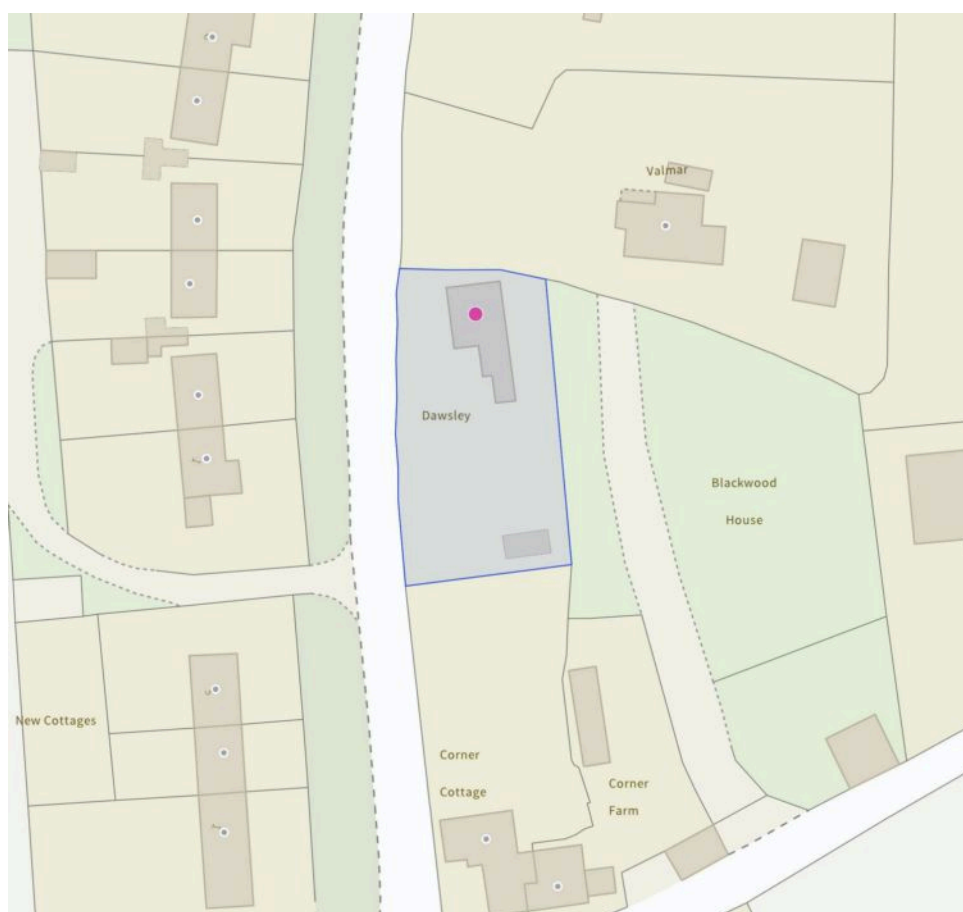 Valmar
Dawsley
Blackwood
House
New Cottages
Corner
Cottage
Corner
Farm